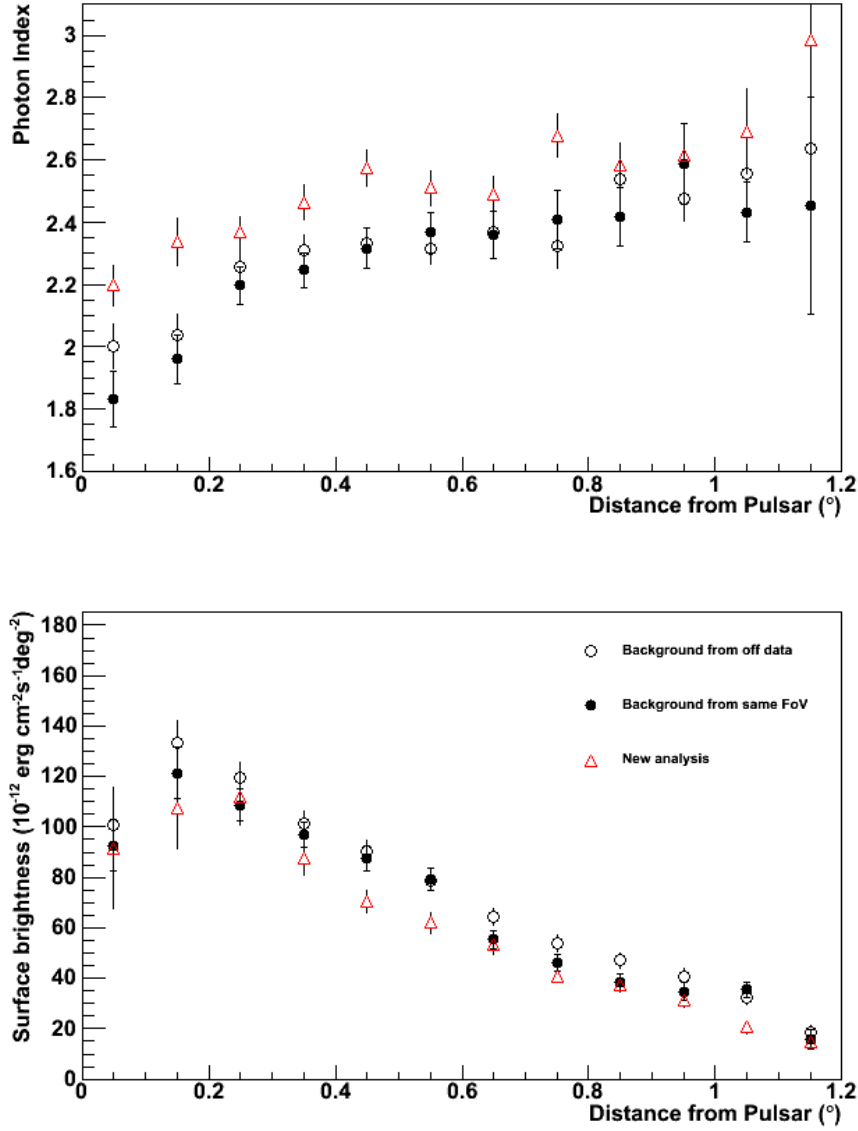 Photon Index
3
2.8
2.6
2.4
2.2
2
1.8
1.6
0 0.2 0.4 0.6 0.8 1 1.2
Distance from Pulsar (°)
Surface brightness (10⁻¹² erg cm⁻²s⁻¹deg⁻²)
180
160
140
120
100
80
60
40
20
0
Background from off data
Background from same FoV
New analysis
0 0.2 0.4 0.6 0.8 1 1.2
Distance from Pulsar (°)